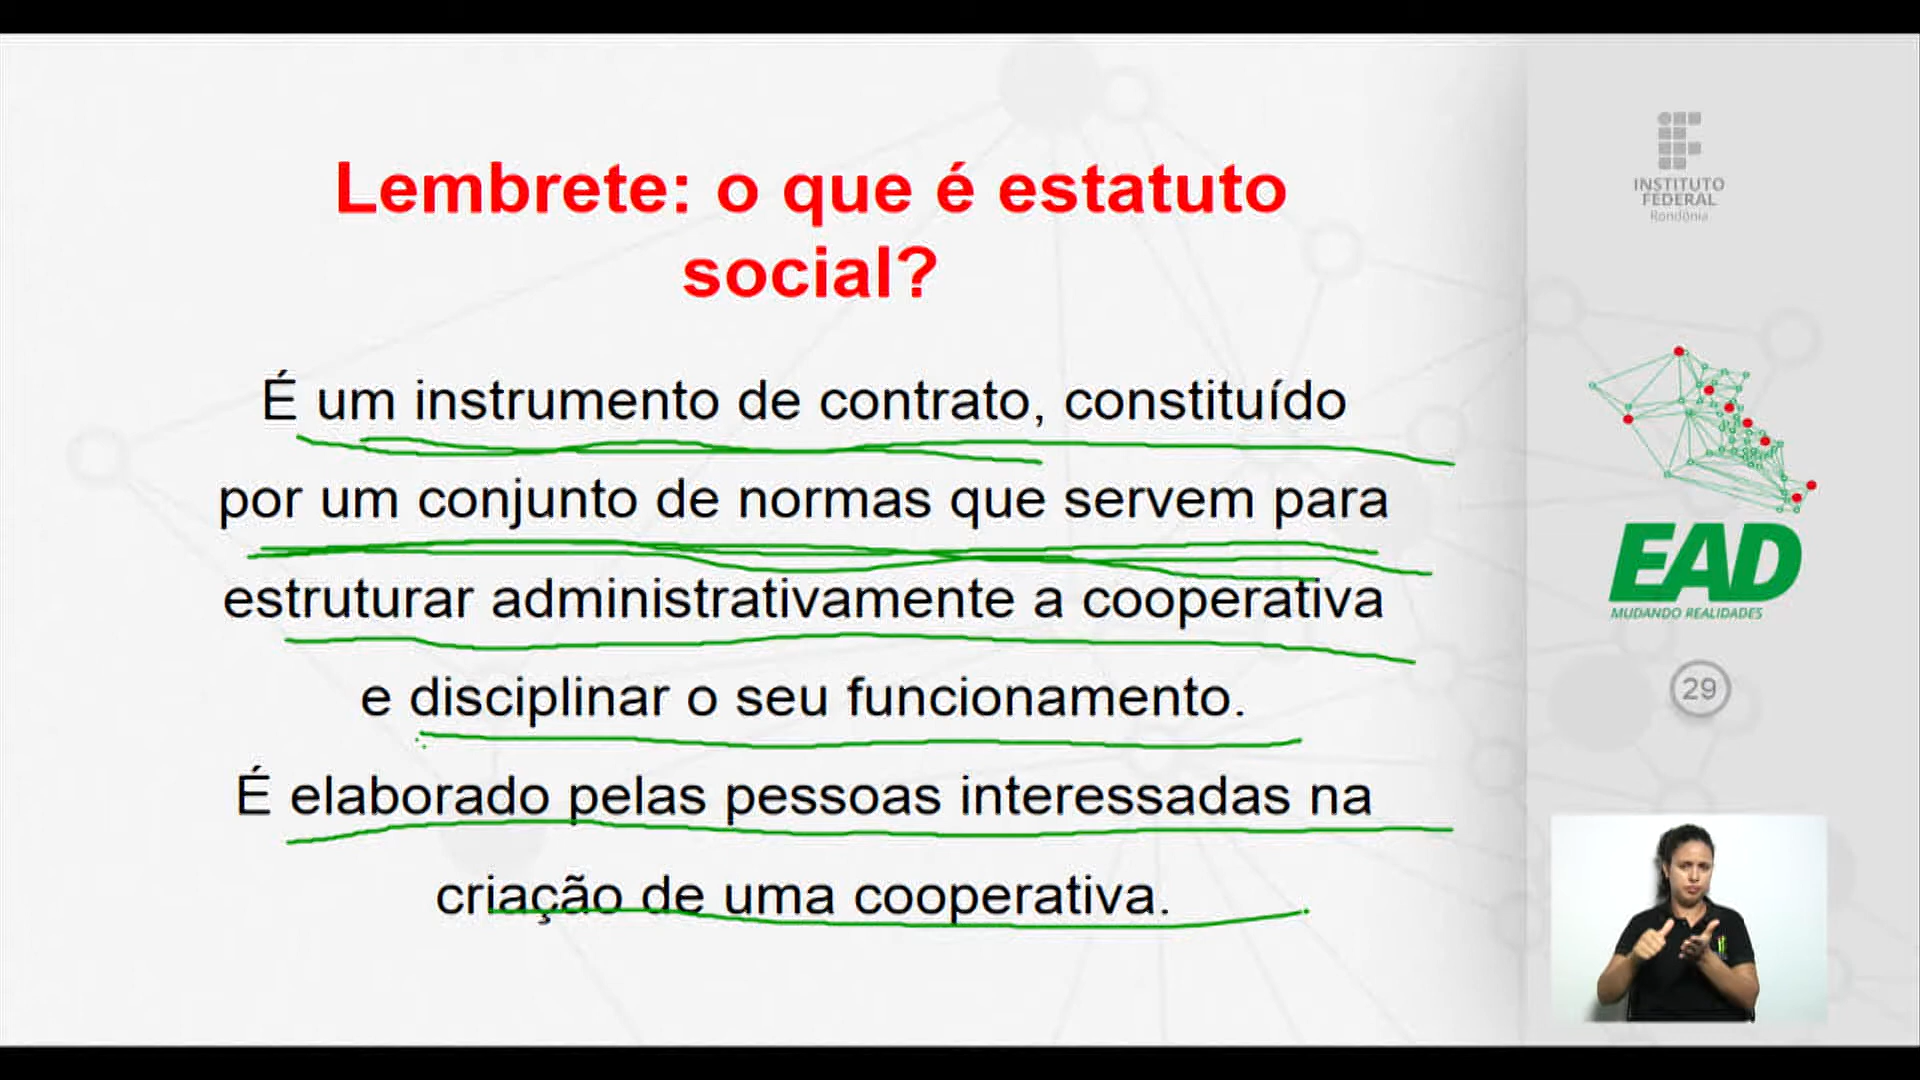 Lembrete: o que é estatuto
social?
É um instrumento de contrato, constituído
por um conjunto de normas que servem para
estruturar administrativamente a cooperativa
e disciplinar o seu funcionamento.
É elaborado pelas pessoas interessadas na
criação de uma cooperativa.
INSTITUTO
FEDERAL
Rondônia
EAD
MUDANDO REALIDADES
29